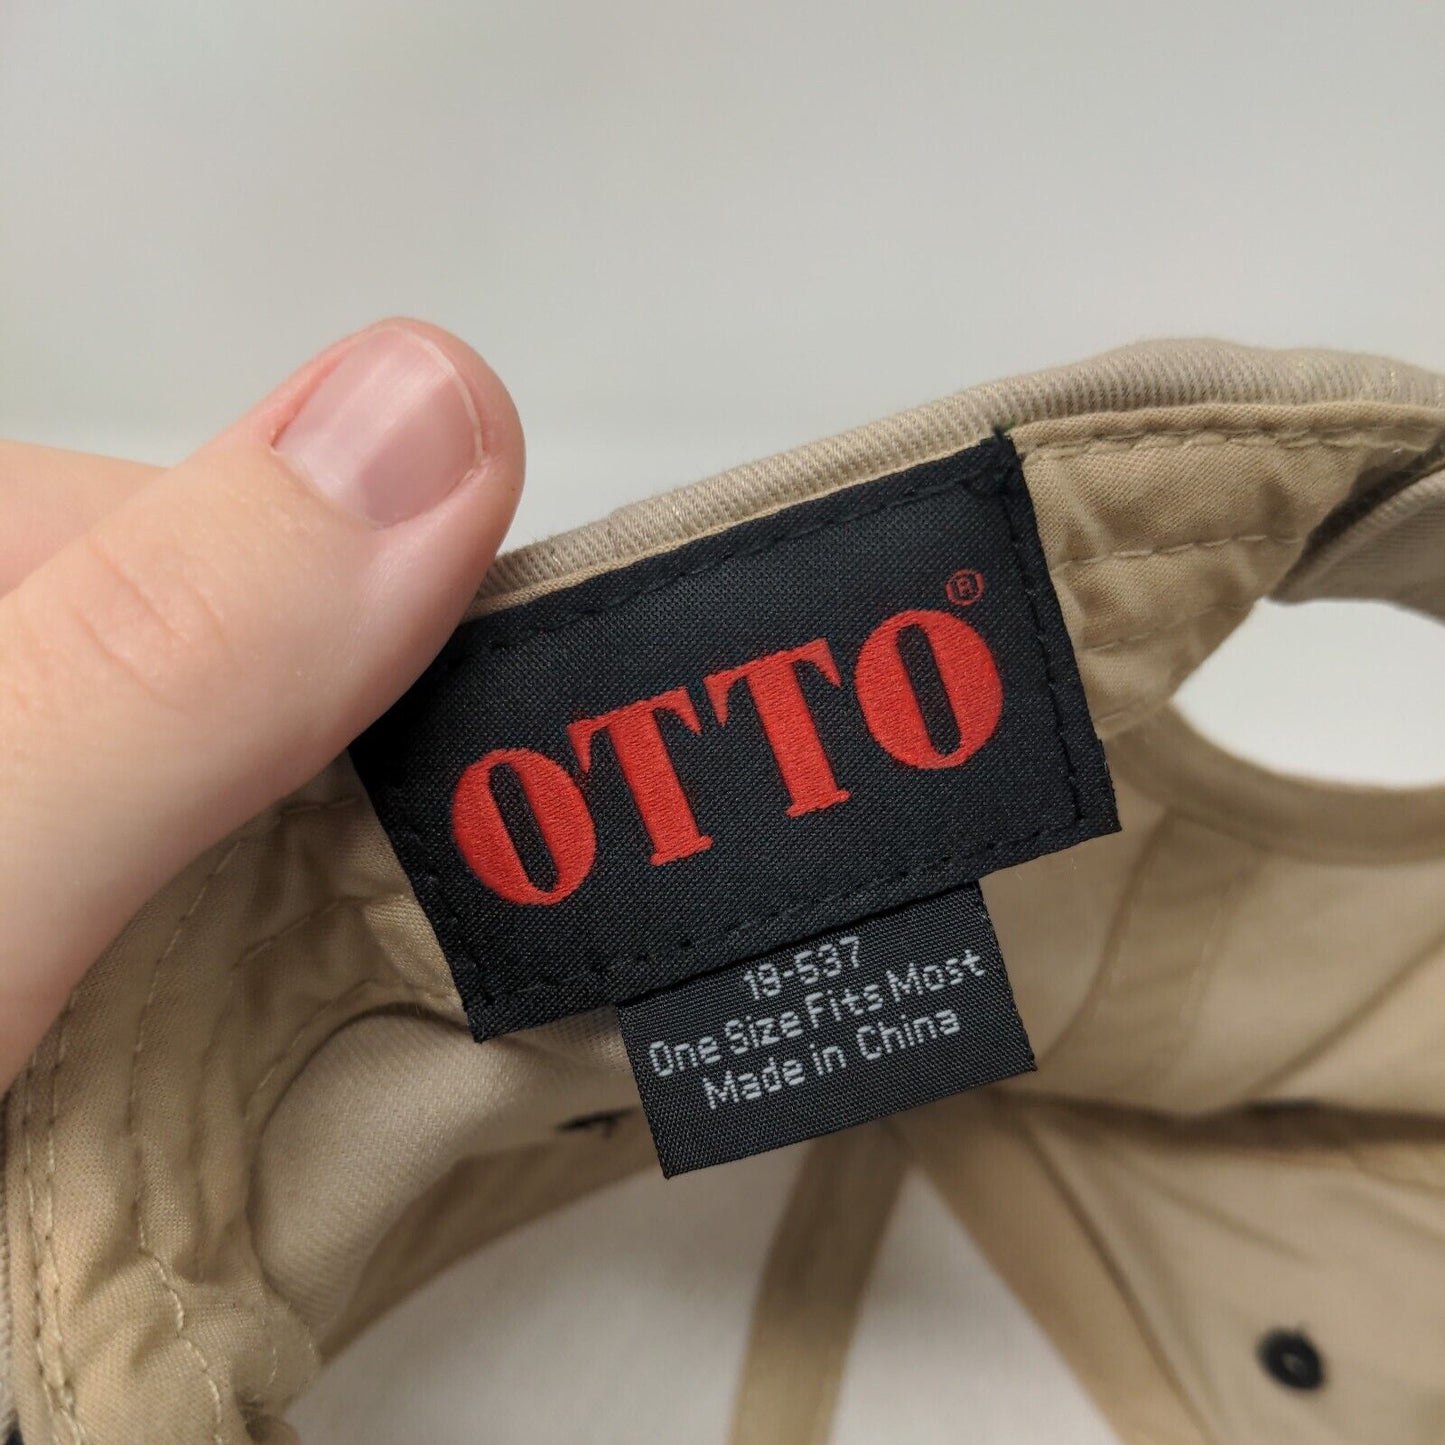 OTTO®
19-537
One Size Fits Most
Made in China